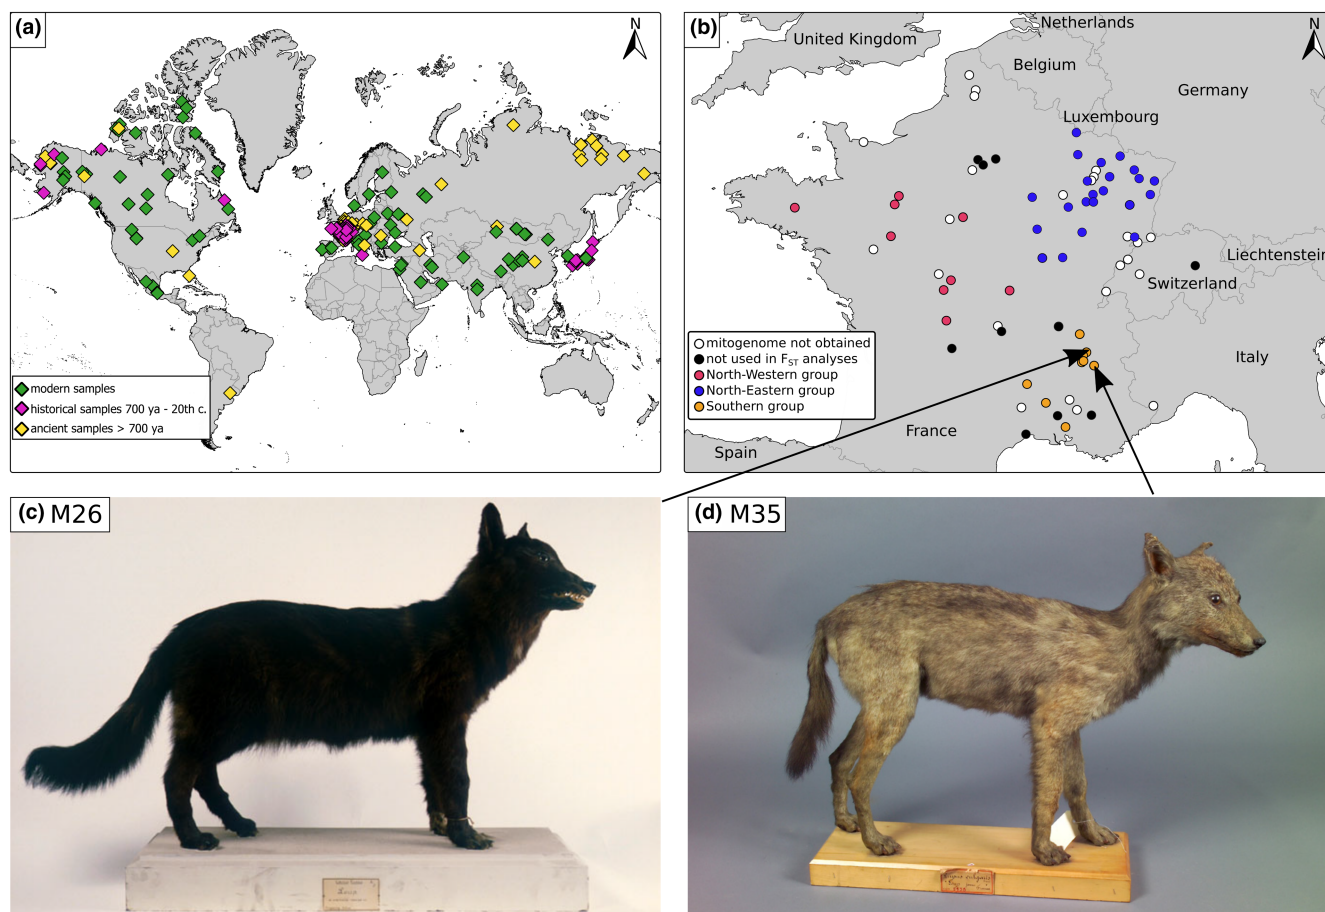 (a)
N
modern samples
historical samples 700 ya - 20th c.
ancient samples > 700 ya
(b)
N
Netherlands
United Kingdom
Belgium
Germany
Luxembourg
Liechtenstein
Switzerland
Italy
France
Spain
mitogenome not obtained
not used in FST analyses
North-Western group
North-Eastern group
Southern group
(c) M26
(d) M35